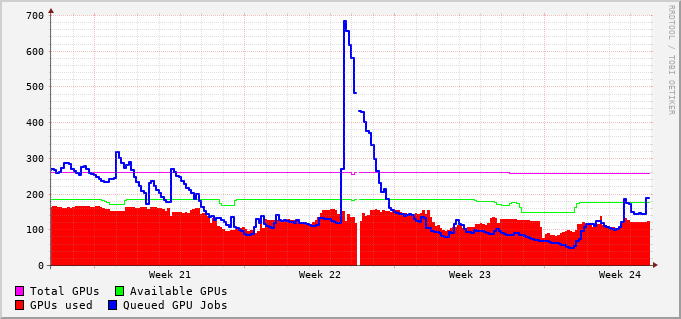 700
600
500
400
300
200
100
0
Week 21 Week 22 Week 23 Week 24
Total GPUs Available GPUs
GPUs used Queued GPU Jobs
RRDTOOL / TOBI OETIKER